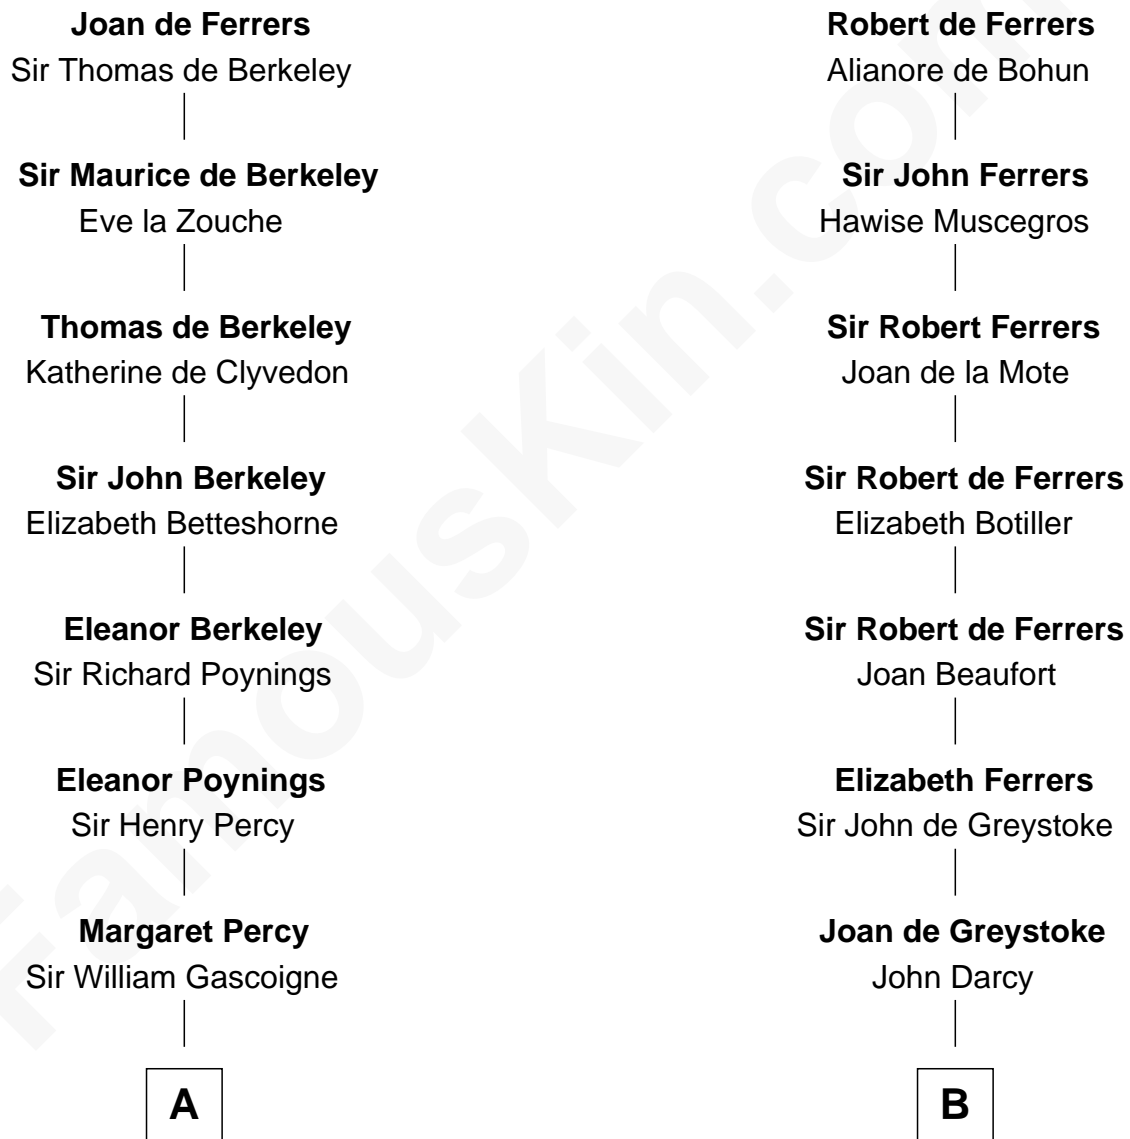 Joan de Ferrers
Sir Thomas de Berkeley
Sir Maurice de Berkeley
Eve la Zouche
Thomas de Berkeley
Katherine de Clyvedon
Sir John Berkeley
Elizabeth Betteshorne
Eleanor Berkeley
Sir Richard Poynings
Eleanor Poynings
Sir Henry Percy
Margaret Percy
Sir William Gascoigne
A
Robert de Ferrers
Alianore de Bohun
Sir John Ferrers
Hawise Muscegros
Sir Robert Ferrers
Joan de la Mote
Sir Robert de Ferrers
Elizabeth Botiller
Sir Robert de Ferrers
Joan Beaufort
Elizabeth Ferrers
Sir John de Greystoke
Joan de Greystoke
John Darcy
B
FamousKin.com